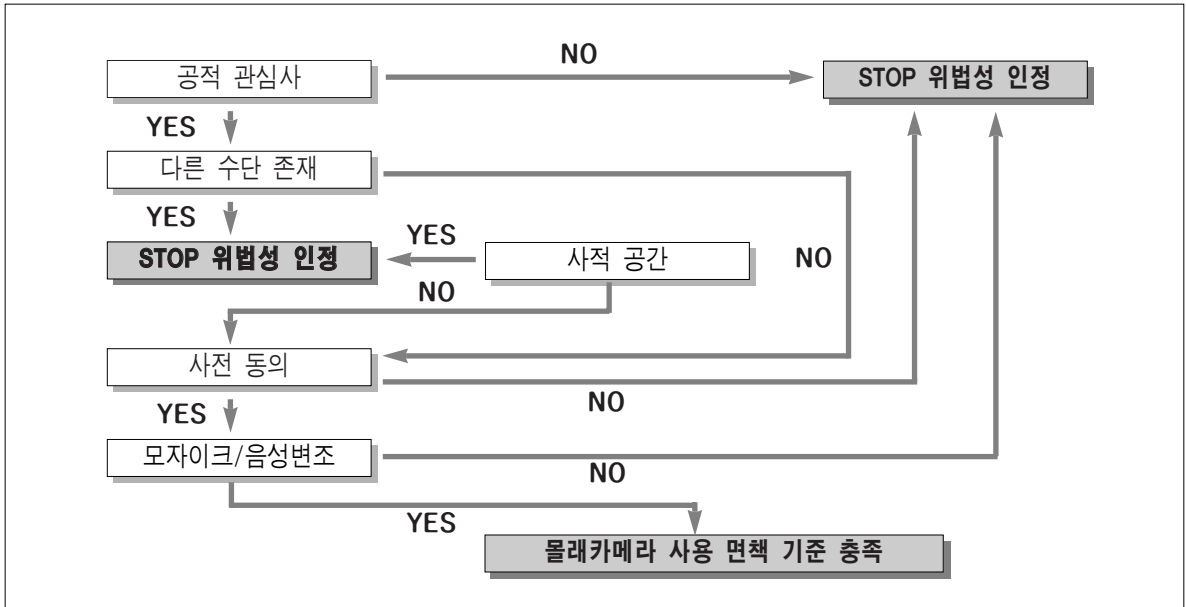 공적 관심사
NO
STOP 위법성 인정
YES
다른 수단 존재
YES
STOP 위법성 인정
YES
사적 공간
NO
NO
사전 동의
NO
YES
모자이크/음성변조
NO
YES
몰래카메라 사용 면책 기준 충족